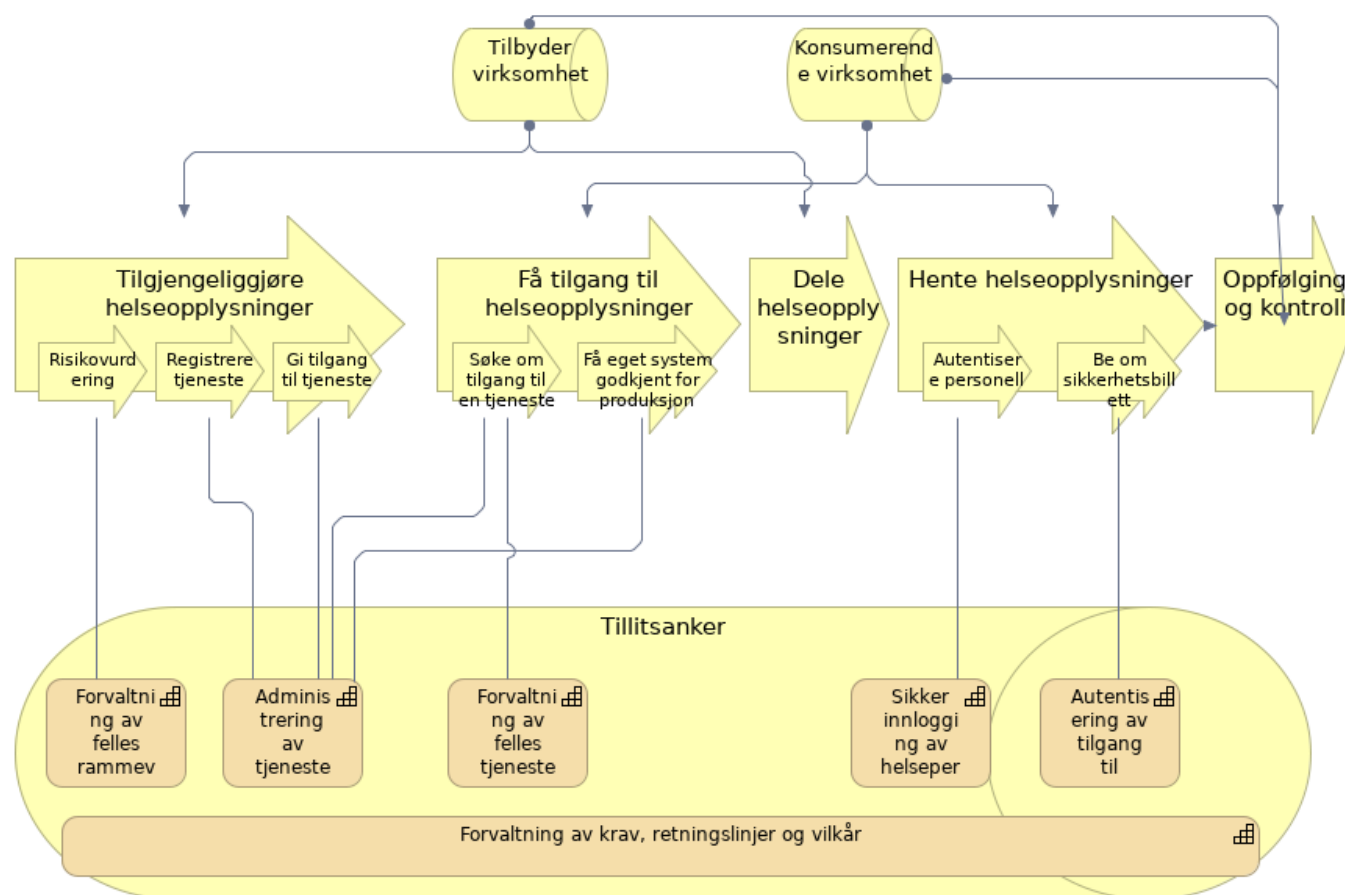 Tilbyder
virksomhet
Konsumerend
e virksomhet
Tilgjengeliggjøre
helseopplysninger
Risikovurd
ering
Registrere
tjeneste
Gi tilgang
til tjeneste
Få tilgang til
helseopplysninger
Søke om
tilgang til
en tjeneste
Få eget system
godkjent for
produksjon
Dele
helseopply
sninger
Hente helseopplysninger
Autentiser
e personell
Be om
sikkerhetsbill
ett
Oppfølging
og kontroll
Tillitsanker
Forvaltni
ng av
felles
rammev
Adminis
trering
av
tjeneste
Forvaltni
ng av
felles
tjeneste
Sikker
innloggi
ng av
helseper
Autentis
ering av
tilgang
til
Forvaltning av krav, retningslinjer og vilkår